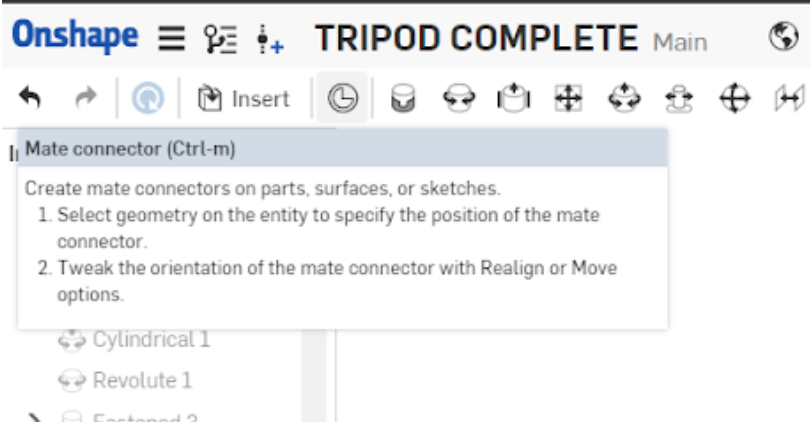 Onshape TRIPOD COMPLETE Main
Insert
Mate connector (Ctrl-m)
Create mate connectors on parts, surfaces, or sketches.
1. Select geometry on the entity to specify the position of the mate
connector.
2. Tweak the orientation of the mate connector with Realign or Move
options.
Cylindrical 1
Revolute 1
Fastened 3